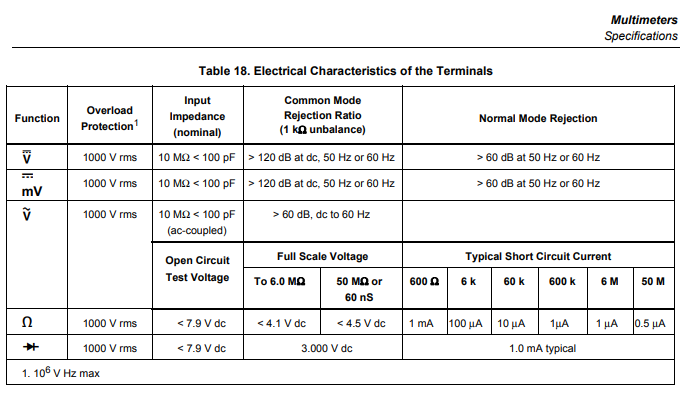 Multimeters
Specifications
Table 18. Electrical Characteristics of the Terminals
Function
Overload
Protection1
Input
Impedance
(nominal)
Common Mode
Rejection Ratio
(1 kΩ unbalance)
Normal Mode Rejection
V 1000 V rms 10 MΩ < 100 pF > 120 dB at dc, 50 Hz or 60 Hz > 60 dB at 50 Hz or 60 Hz
mV 1000 V rms 10 MΩ < 100 pF > 120 dB at dc, 50 Hz or 60 Hz > 60 dB at 50 Hz or 60 Hz
Ṽ 1000 V rms 10 MΩ < 100 pF > 60 dB, dc to 60 Hz
(ac-coupled)
Open Circuit
Test Voltage
Full Scale Voltage
Typical Short Circuit Current
To 6.0 MΩ
50 MΩ or
60 nS
600 Ω 6 k 60 k 600 k 6 M 50 M
Ω 1000 V rms < 7.9 V dc < 4.1 V dc < 4.5 V dc 1 mA 100 μA 10 μA 1μA 1 μA 0.5 μA
1000 V rms < 7.9 V dc 3.000 V dc 1.0 mA typical
1. 10⁶ V Hz max